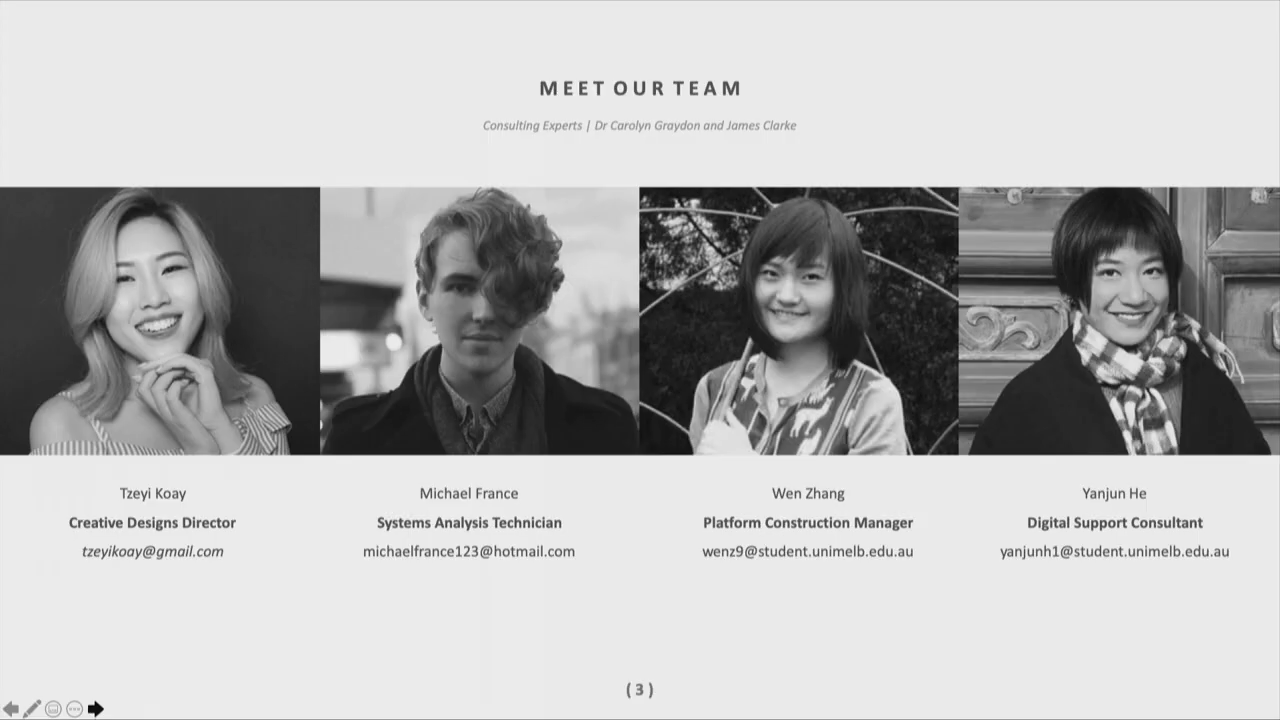 MEET OUR TEAM
Consulting Experts | Dr Carolyn Graydon and James Clarke
Tzeyi Koay
Creative Designs Director
tzeyikoay@gmail.com
Michael France
Systems Analysis Technician
michaelfrance123@hotmail.com
Wen Zhang
Platform Construction Manager
wenz9@student.unimelb.edu.au
Yanjun He
Digital Support Consultant
yanjunh1@student.unimelb.edu.au
( 3 )